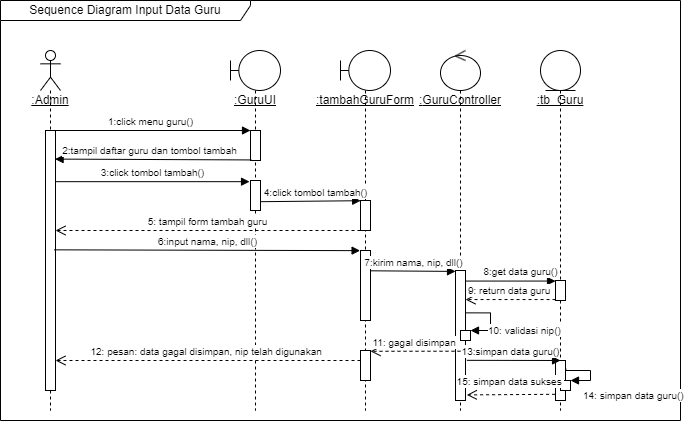 Sequence Diagram Input Data Guru
:Admin
:GuruUI
:tambahGuruForm
:GuruController
:tb_Guru
1:click menu guru()
2:tampil daftar guru dan tombol tambah
3:click tombol tambah()
4:click tombol tambah()
5: tampil form tambah guru
6:input nama, nip, dll()
7:kirim nama, nip, dll()
8:get data guru()
9: return data guru
10: validasi nip()
11: gagal disimpan
12: pesan: data gagal disimpan, nip telah digunakan
13:simpan data guru()
15: simpan data sukses
14: simpan data guru()